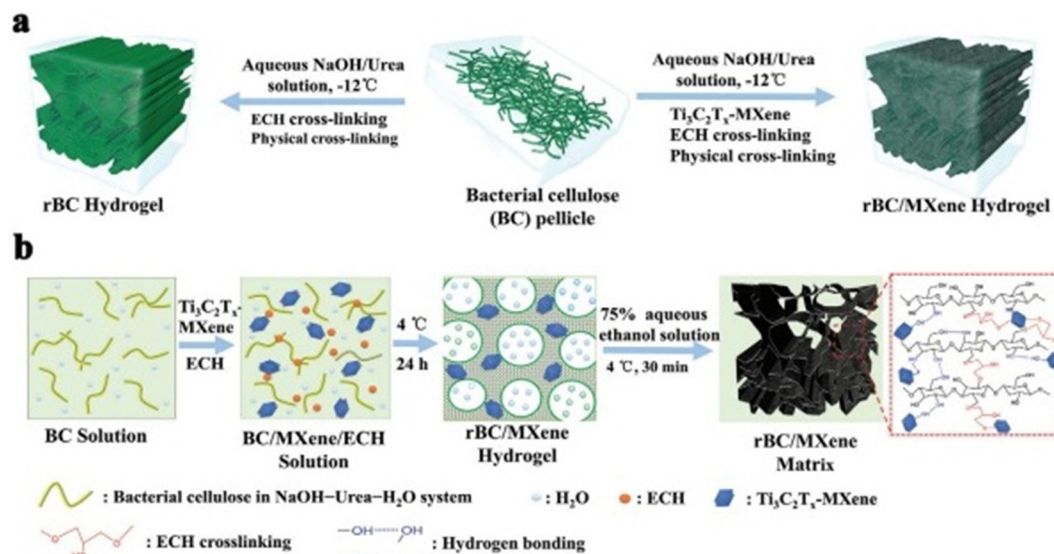 a
Aqueous NaOH/Urea
solution, -12℃
ECH cross-linking
Physical cross-linking
rBC Hydrogel
Bacterial cellulose
(BC) pellicle
Aqueous NaOH/Urea
solution, -12℃
Ti₃C₂Tₓ-MXene
ECH cross-linking
Physical cross-linking
rBC/MXene Hydrogel
b
BC Solution
Ti₃C₂Tₓ-
MXene
ECH
BC/MXene/ECH
Solution
4 ℃
24 h
rBC/MXene
Hydrogel
75% aqueous
ethanol solution
4 ℃, 30 min
rBC/MXene
Matrix
: Bacterial cellulose in NaOH−Urea−H₂O system
: H₂O
: ECH
: Ti₃C₂Tₓ-MXene
: ECH crosslinking
—OH┈┈OH
: Hydrogen bonding